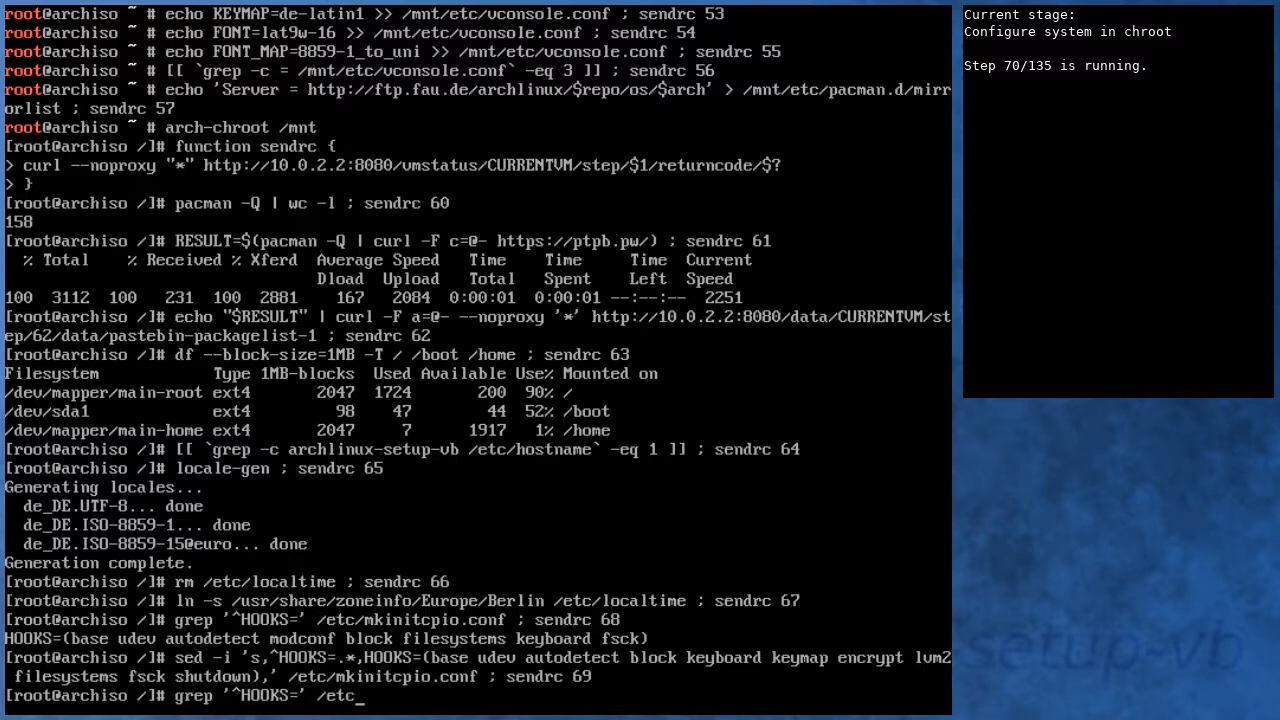 root@archiso ~ # echo KEYMAP=de-latin1 >> /mnt/etc/vconsole.conf ; sendrc 53
root@archiso ~ # echo FONT=lat9w-16 >> /mnt/etc/vconsole.conf ; sendrc 54
root@archiso ~ # echo FONT_MAP=8859-1_to_uni >> /mnt/etc/vconsole.conf ; sendrc 55
root@archiso ~ # [[ `grep -c = /mnt/etc/vconsole.conf` -eq 3 ]] ; sendrc 56
root@archiso ~ # echo 'Server = http://ftp.fau.de/archlinux/$repo/os/$arch' > /mnt/etc/pacman.d/mirr
orlist ; sendrc 57
root@archiso ~ # arch-chroot /mnt
[root@archiso /]# function sendrc {
> curl --noproxy "*" http://10.0.2.2:8080/vmstatus/CURRENTVM/step/$1/returncode/$?
> }
[root@archiso /]# pacman -Q | wc -l ; sendrc 60
158
[root@archiso /]# RESULT=$(pacman -Q | curl -F c=@- https://ptpb.pw/) ; sendrc 61
  % Total    % Received % Xferd  Average Speed   Time    Time     Time  Current
                                 Dload  Upload   Total   Spent    Left  Speed
100  3112  100   231  100  2881    167   2084  0:00:01  0:00:01 --:--:--  2251
[root@archiso /]# echo "$RESULT" | curl -F a=@- --noproxy '*' http://10.0.2.2:8080/data/CURRENTVM/st
ep/62/data/pastebin-packagelist-1 ; sendrc 62
[root@archiso /]# df --block-size=1MB -T / /boot /home ; sendrc 63
Filesystem            Type 1MB-blocks  Used Available Use% Mounted on
/dev/mapper/main-root ext4       2047  1724       200  90% /
/dev/sda1             ext4         98    47        44  52% /boot
/dev/mapper/main-home ext4       2047     7      1917   1% /home
[root@archiso /]# [[ `grep -c archlinux-setup-vb /etc/hostname` -eq 1 ]] ; sendrc 64
[root@archiso /]# locale-gen ; sendrc 65
Generating locales...
  de_DE.UTF-8... done
  de_DE.ISO-8859-1... done
  de_DE.ISO-8859-15@euro... done
Generation complete.
[root@archiso /]# rm /etc/localtime ; sendrc 66
[root@archiso /]# ln -s /usr/share/zoneinfo/Europe/Berlin /etc/localtime ; sendrc 67
[root@archiso /]# grep '^HOOKS=' /etc/mkinitcpio.conf ; sendrc 68
HOOKS=(base udev autodetect modconf block filesystems keyboard fsck)
[root@archiso /]# sed -i 's,^HOOKS=.*,HOOKS=(base udev autodetect block keyboard keymap encrypt lvm2
 filesystems fsck shutdown),' /etc/mkinitcpio.conf ; sendrc 69
[root@archiso /]# grep '^HOOKS=' /etc_
Current stage:
Configure system in chroot
Step 70/135 is running.
setup-vb